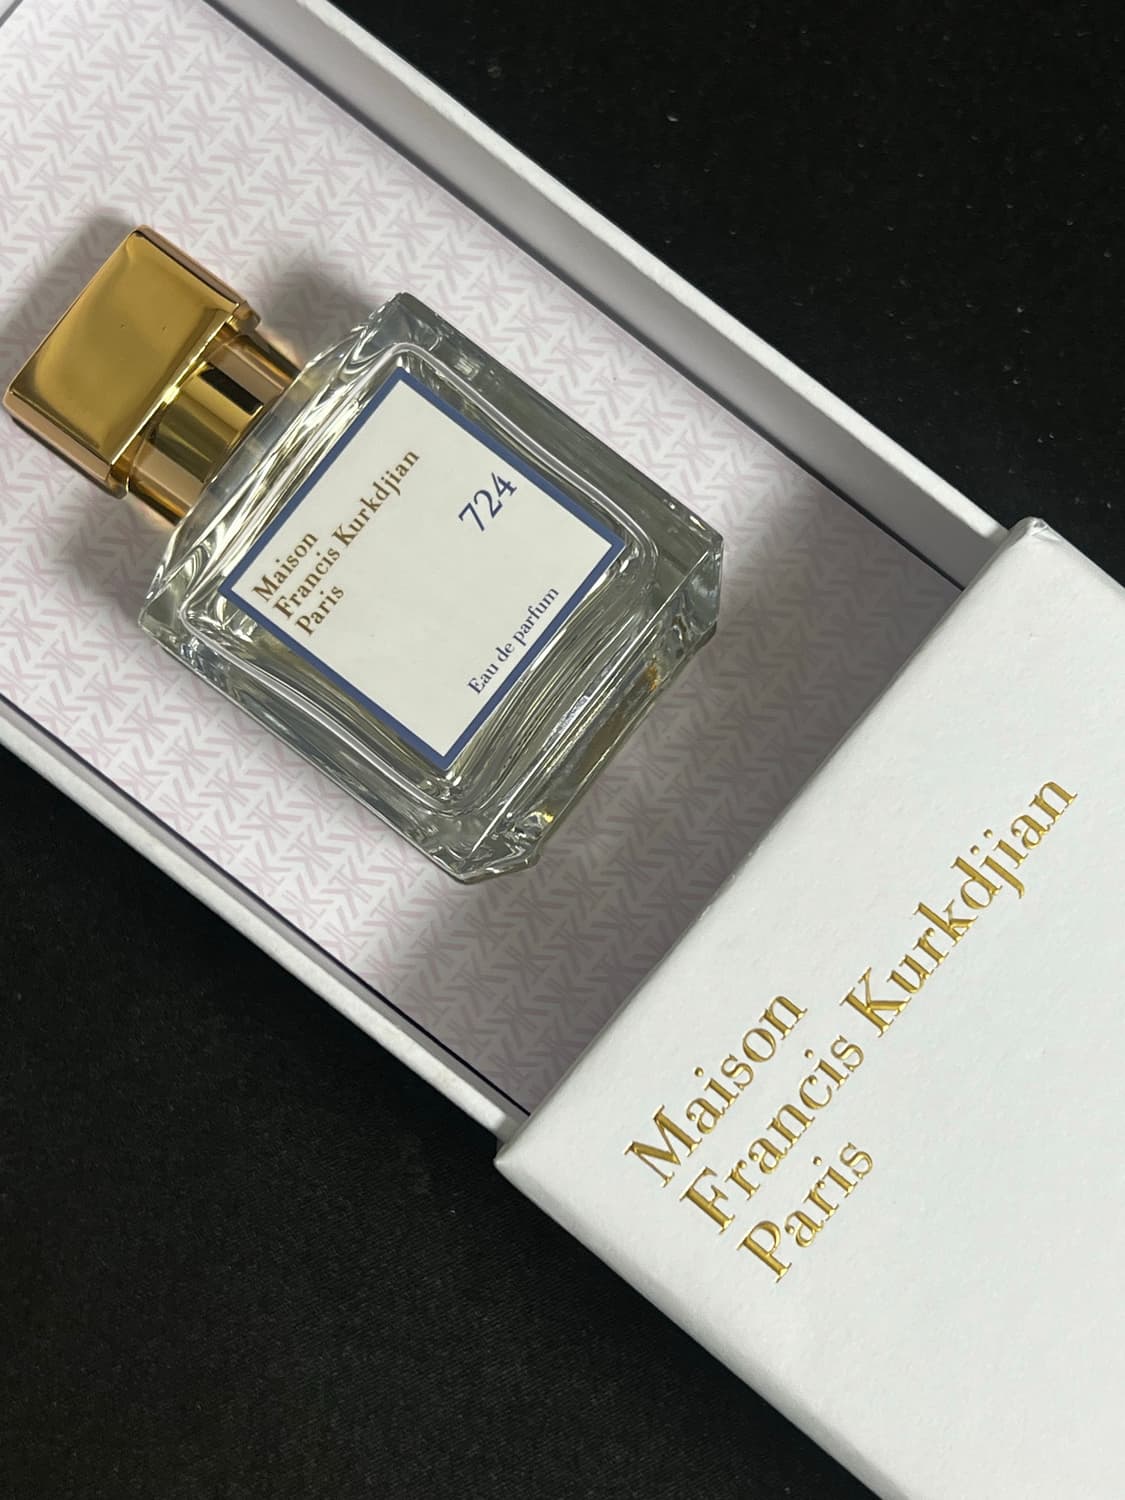 Maison
Francis Kurkdjian
Paris
724
Eau de parfum
Maison
Francis Kurkdjian
Paris